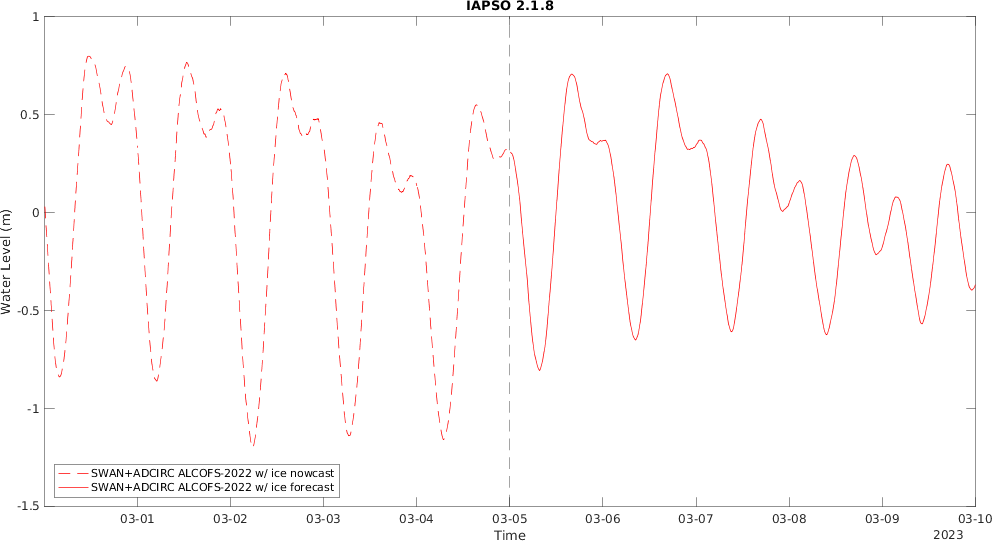 IAPSO 2.1.8
1
0.5
0
-0.5
-1
-1.5
Water Level (m)
SWAN+ADCIRC ALCOFS-2022 w/ ice nowcast
SWAN+ADCIRC ALCOFS-2022 w/ ice forecast
03-01 03-02 03-03 03-04 03-05 03-06 03-07 03-08 03-09 03-10
Time
2023